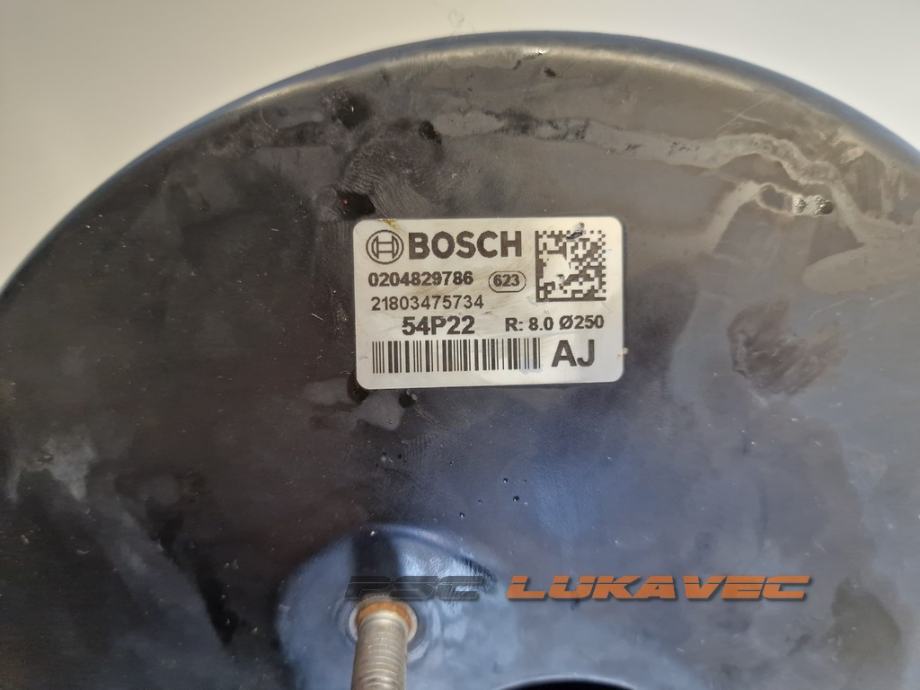 BOSCH
0204829786 623
21803475734
54P22 R: 8.0 Ø250
AJ
PSC LUKAVEC